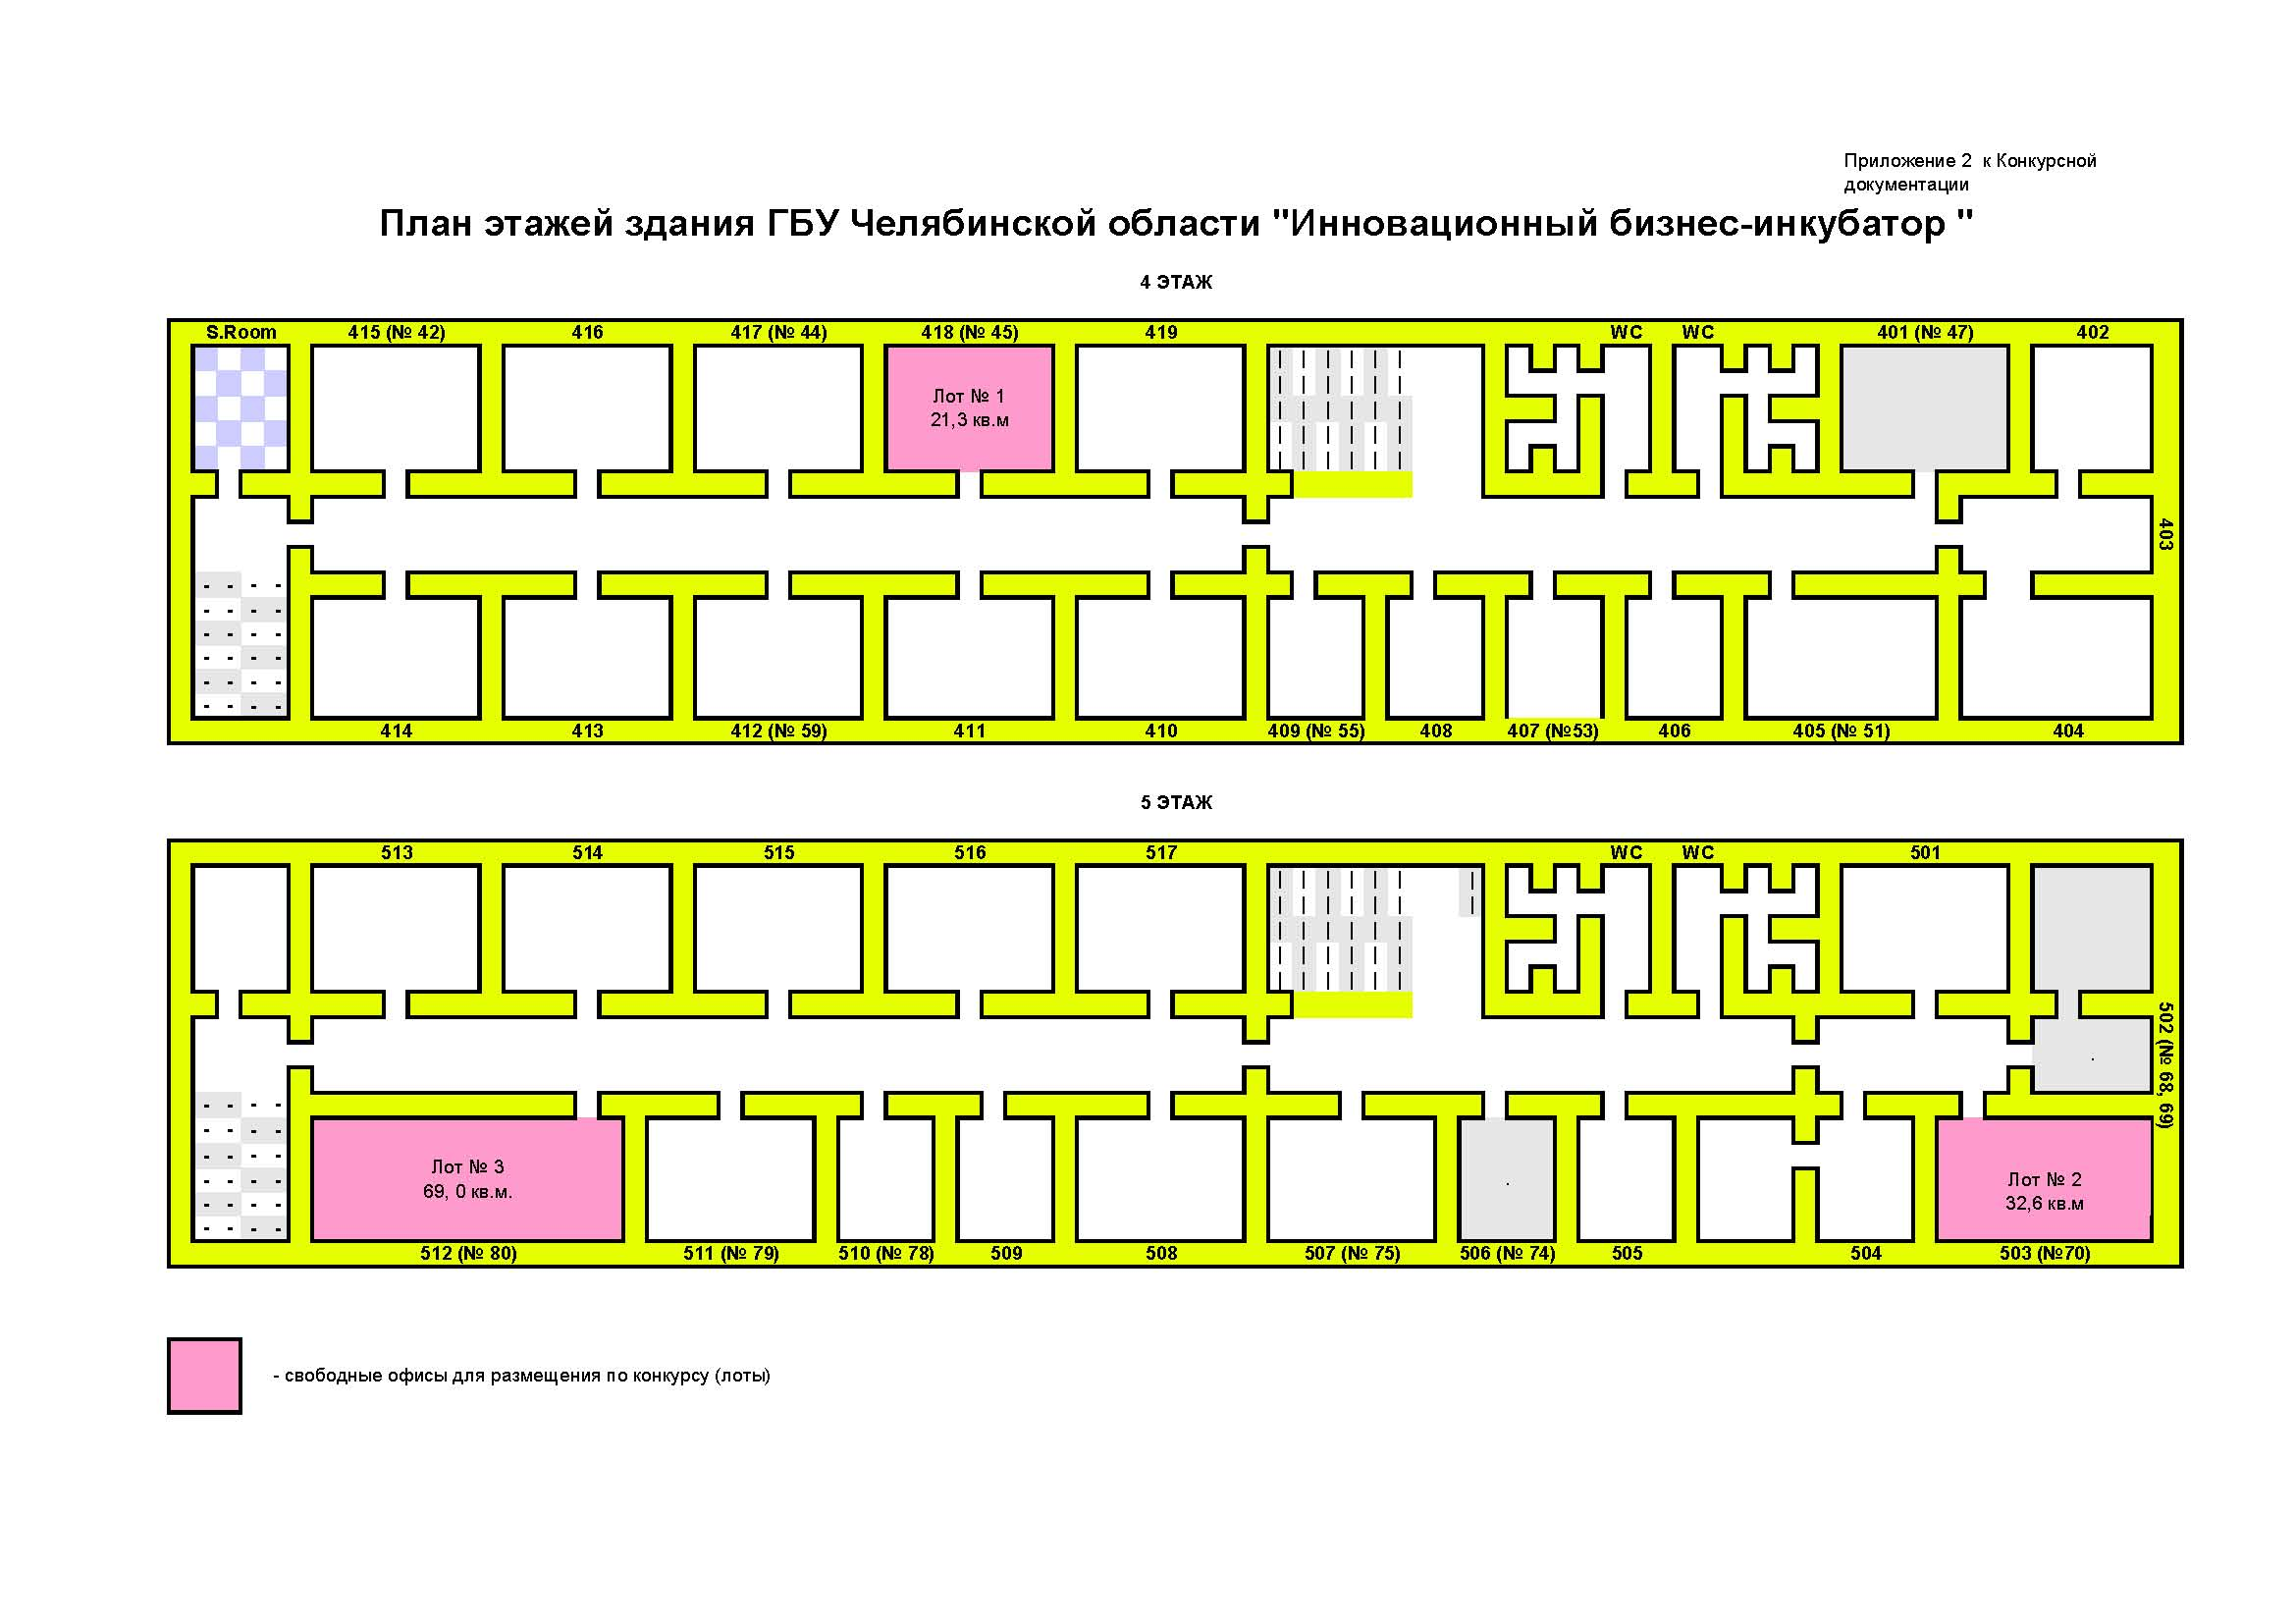 Приложение 2 к Конкурсной
документации
План этажей здания ГБУ Челябинской области "Инновационный бизнес-инкубатор "
4 ЭТАЖ
S.Room 415 (№ 42) 416 417 (№ 44) 418 (№ 45) 419 WC WC 401 (№ 47) 402
Лот № 1
21,3 кв.м
403
414 413 412 (№ 59) 411 410 409 (№ 55) 408 407 (№53) 406 405 (№ 51) 404
5 ЭТАЖ
513 514 515 516 517 WC WC 501
502 (№ 68, 69)
Лот № 3
69, 0 кв.м.
Лот № 2
32,6 кв.м
512 (№ 80) 511 (№ 79) 510 (№ 78) 509 508 507 (№ 75) 506 (№ 74) 505 504 503 (№70)
- свободные офисы для размещения по конкурсу (лоты)